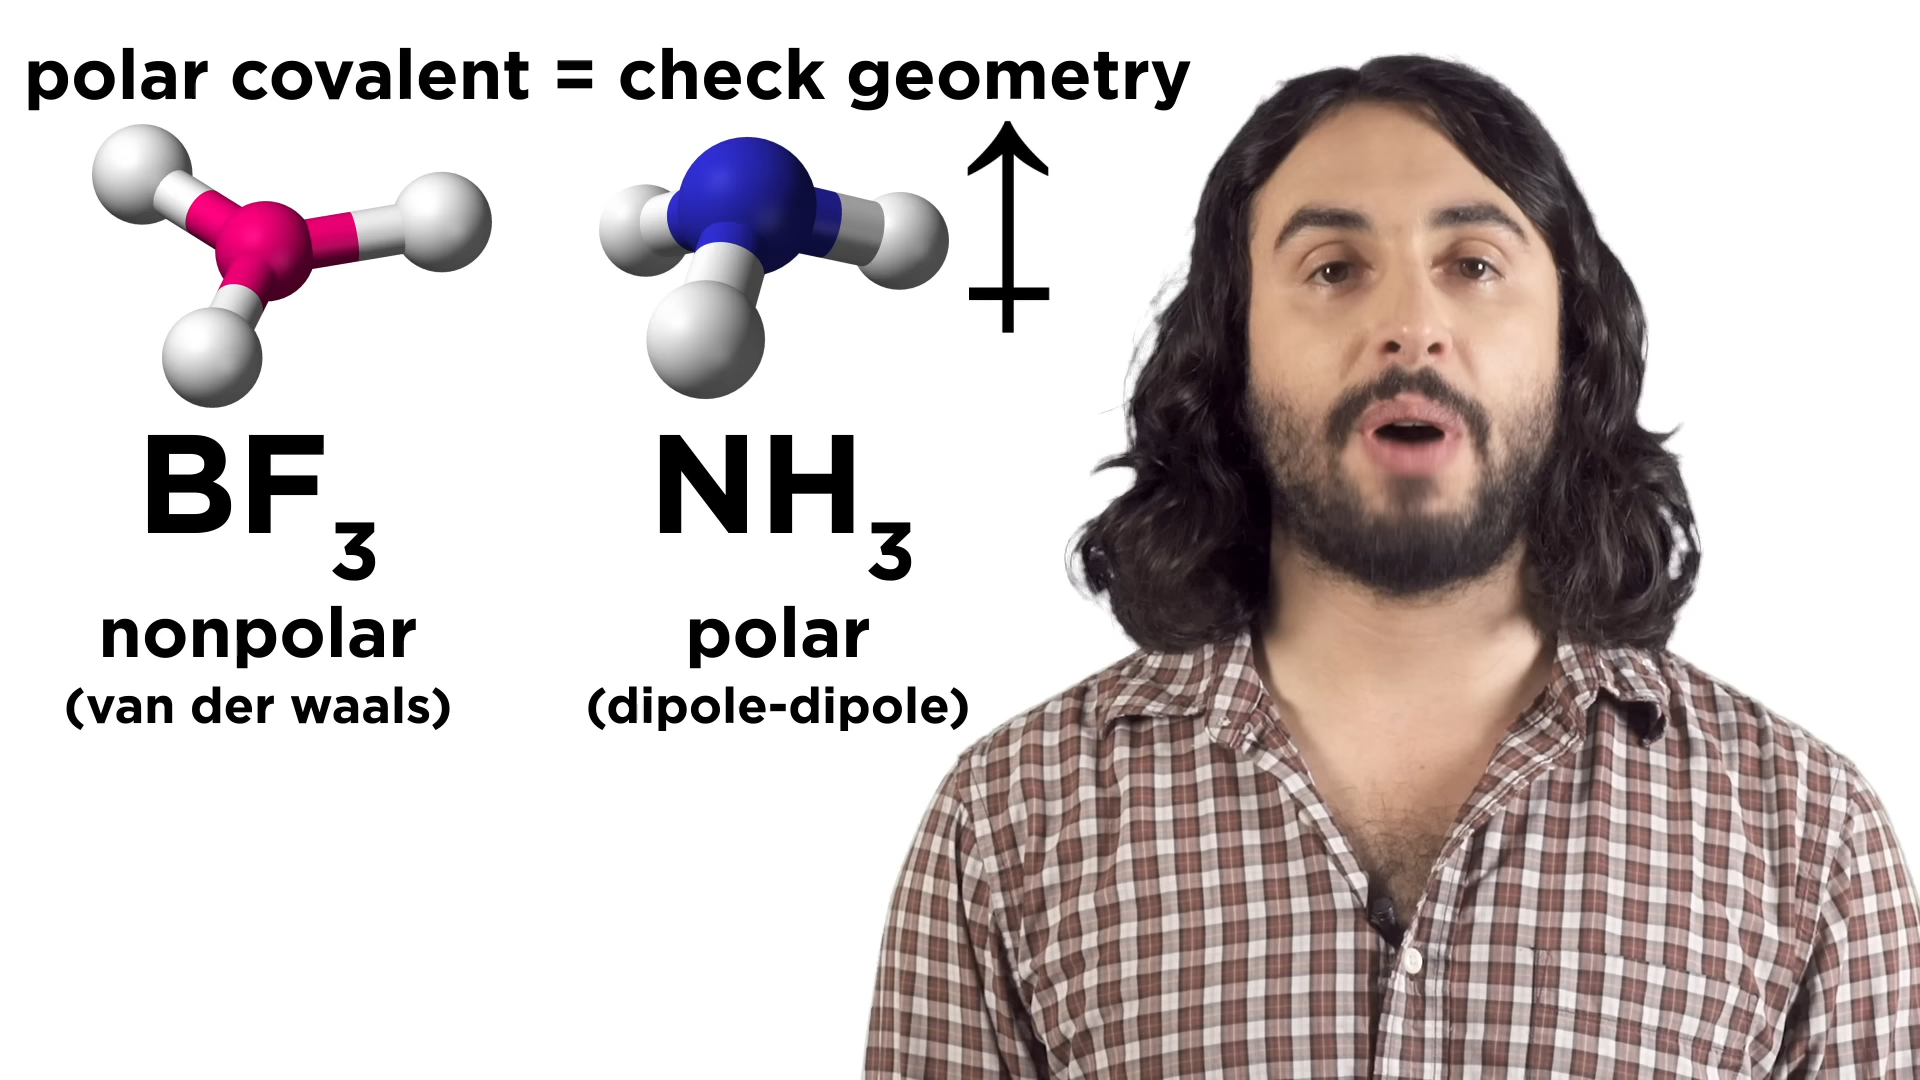 polar covalent = check geometry
BF₃
NH₃
nonpolar
polar
(van der waals)
(dipole-dipole)